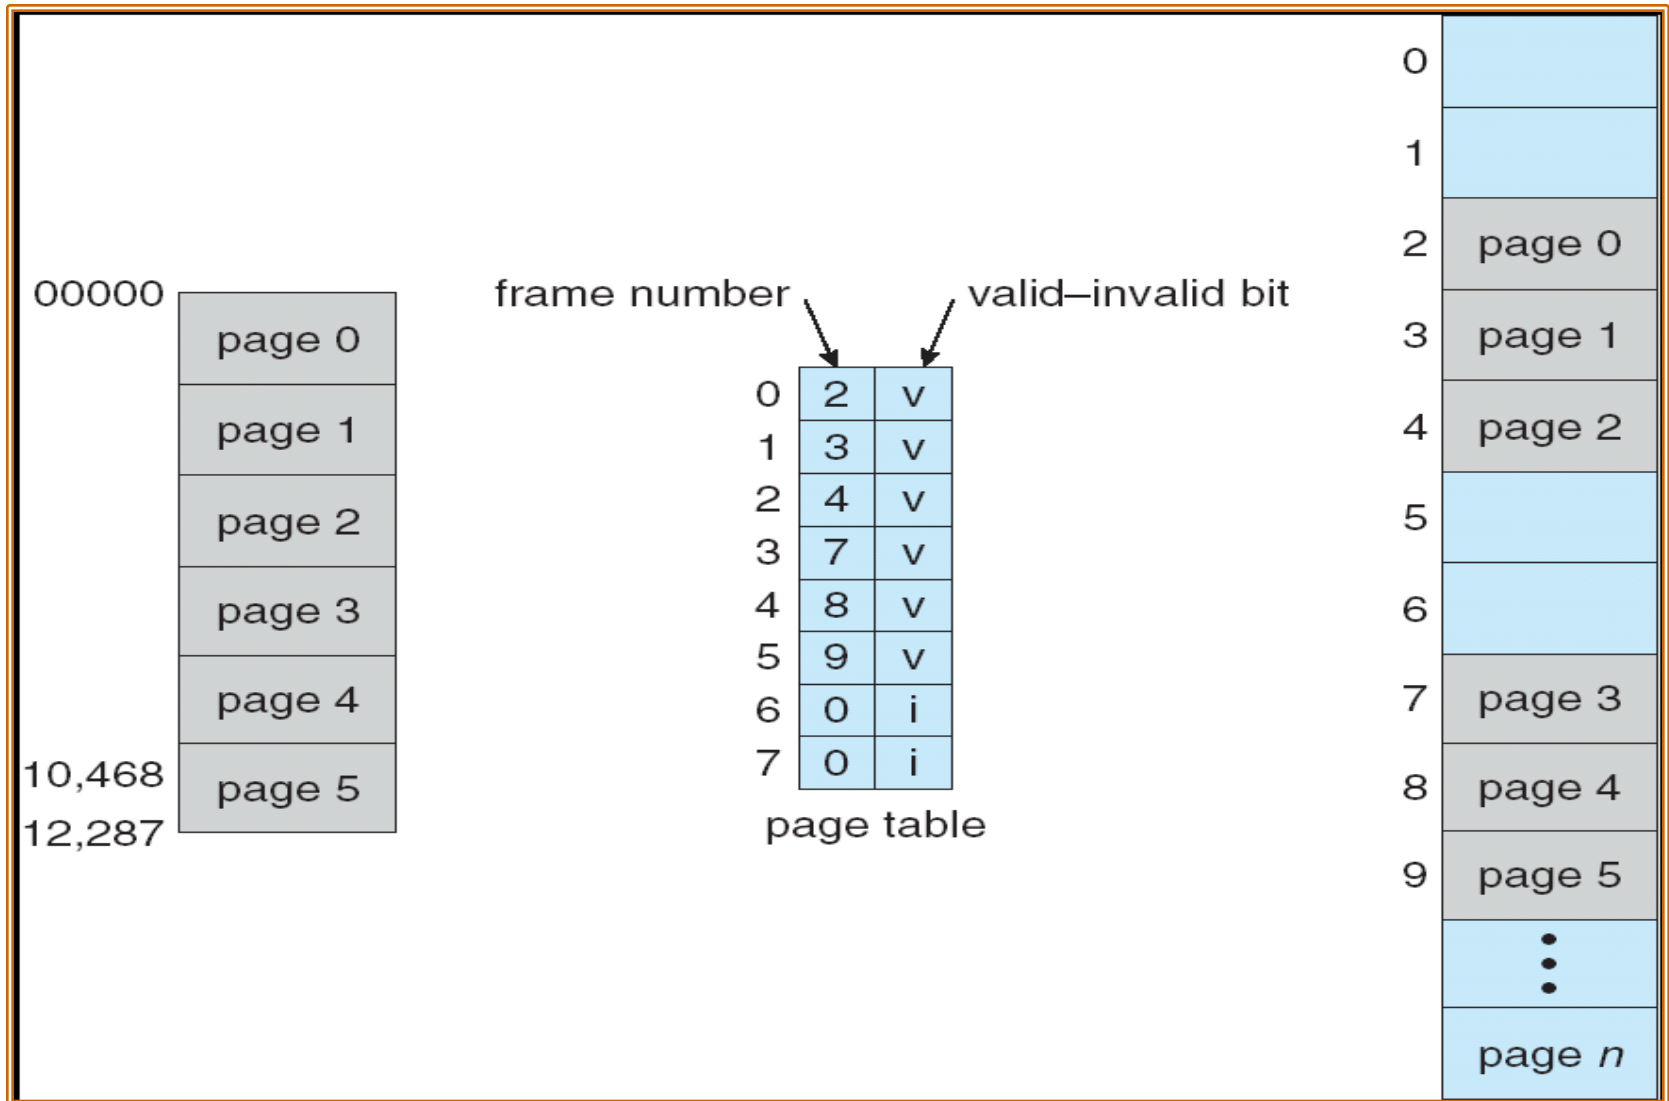 00000
page 0
page 1
page 2
page 3
page 4
10,468
page 5
12,287
frame number
valid–invalid bit
0 2 v
1 3 v
2 4 v
3 7 v
4 8 v
5 9 v
6 0 i
7 0 i
page table
0
1
2 page 0
3 page 1
4 page 2
5
6
7 page 3
8 page 4
9 page 5
page n